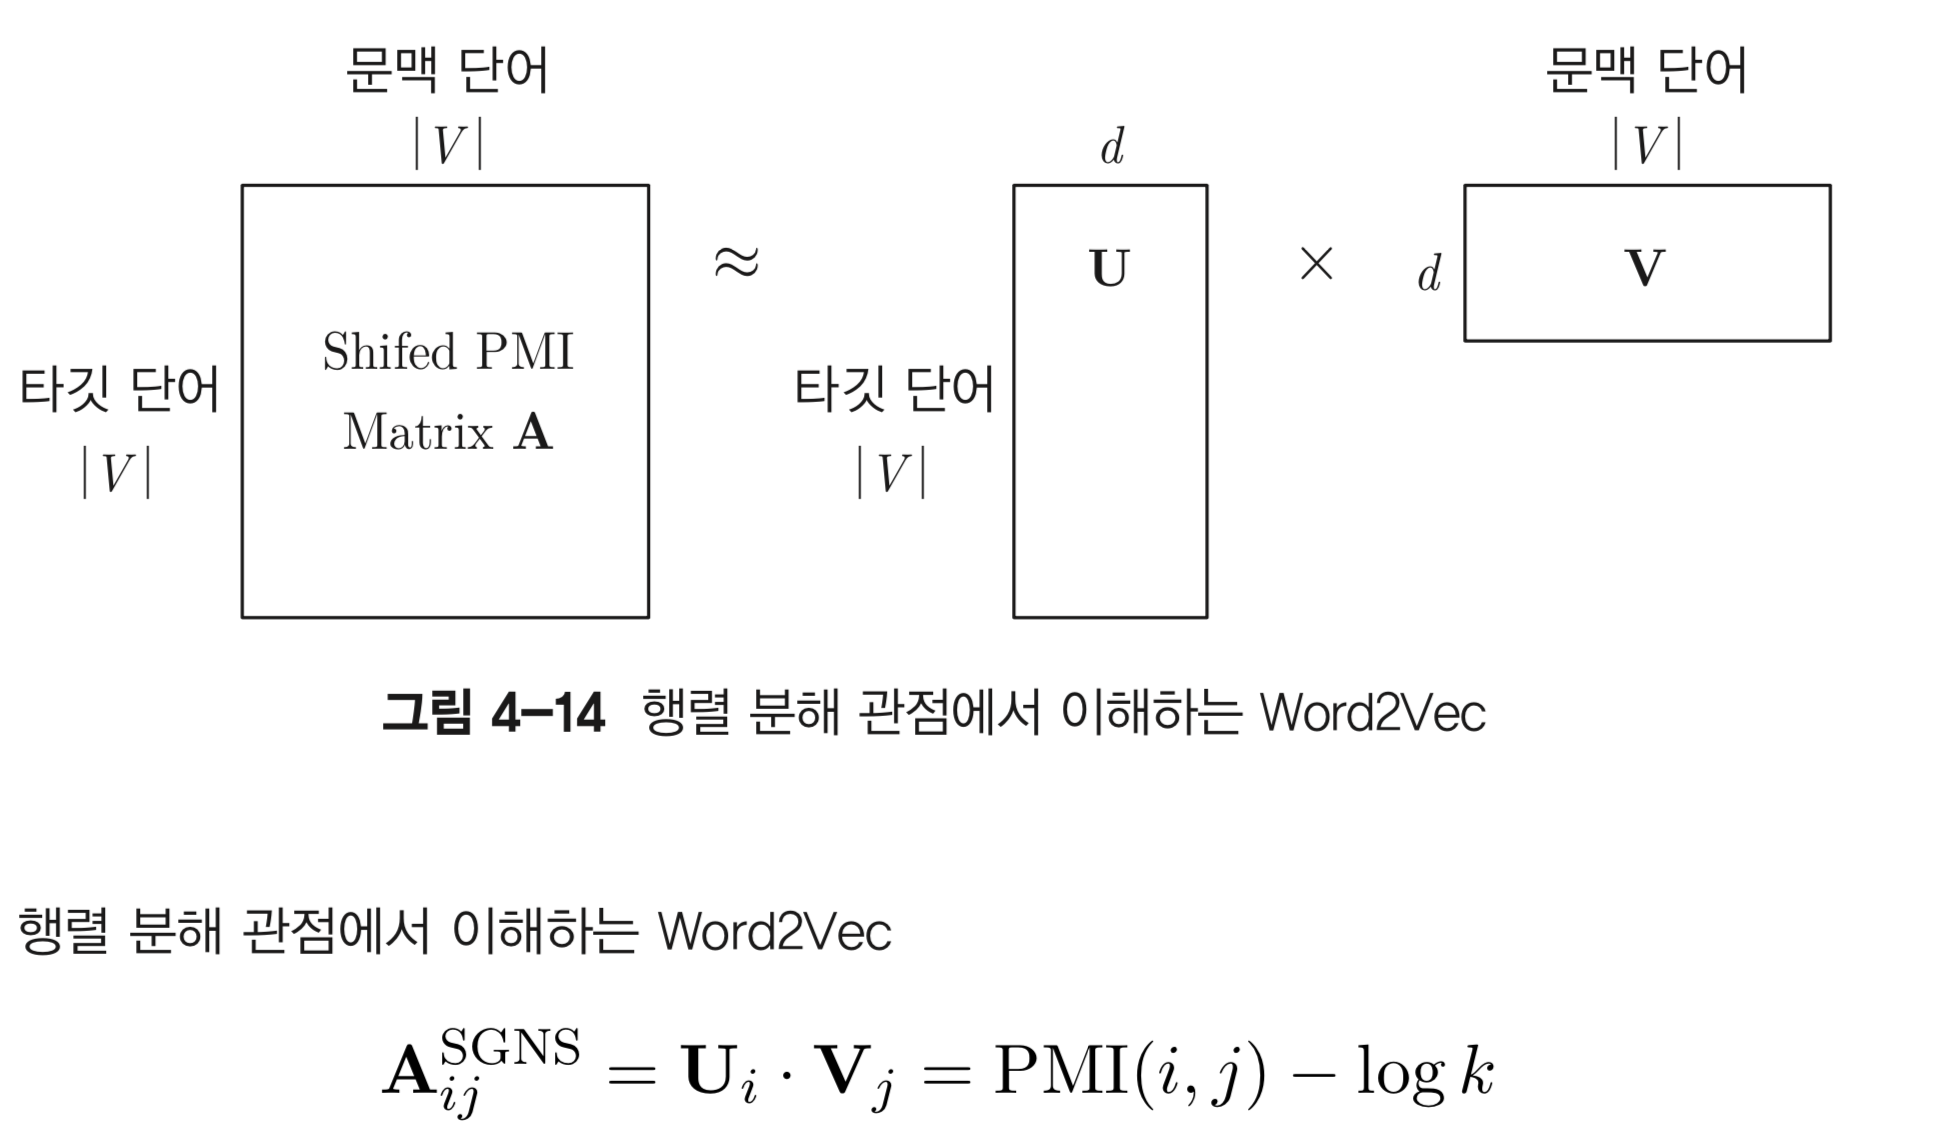 문맥 단어
|V|
타깃 단어
|V|
Shifed PMI
Matrix A
≈
d
타깃 단어
|V|
U
×
문맥 단어
|V|
d
V
그림 4-14 행렬 분해 관점에서 이해하는 Word2Vec
행렬 분해 관점에서 이해하는 Word2Vec
A_{ij}^{SGNS} = U_i · V_j = PMI(i, j) − log k